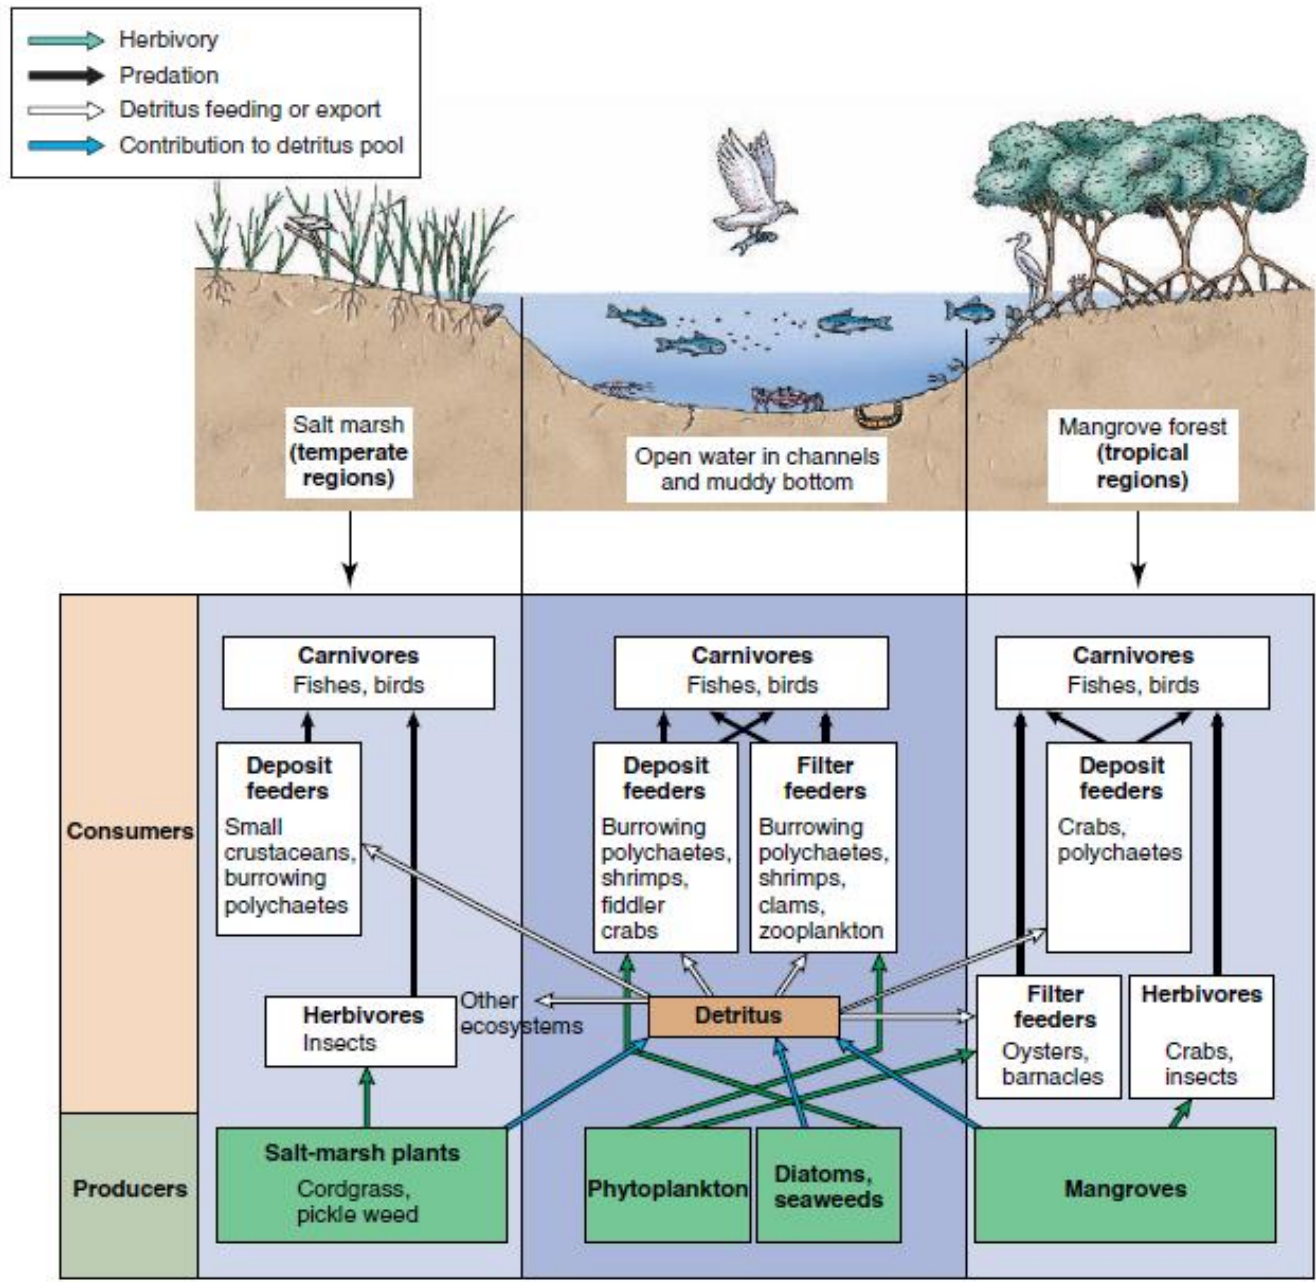 Herbivory
Predation
Detritus feeding or export
Contribution to detritus pool
Salt marsh
(temperate
regions)
Open water in channels
and muddy bottom
Mangrove forest
(tropical
regions)
Consumers
Carnivores
Fishes, birds
Deposit
feeders
Small
crustaceans,
burrowing
polychaetes
Herbivores
Insects
Other
ecosystems
Carnivores
Fishes, birds
Deposit
feeders
Burrowing
polychaetes,
shrimps,
fiddler
crabs
Filter
feeders
Burrowing
polychaetes,
shrimps,
clams,
zooplankton
Detritus
Carnivores
Fishes, birds
Deposit
feeders
Crabs,
polychaetes
Filter
feeders
Oysters,
barnacles
Herbivores
Crabs,
insects
Producers
Salt-marsh plants
Cordgrass,
pickle weed
Phytoplankton
Diatoms,
seaweeds
Mangroves